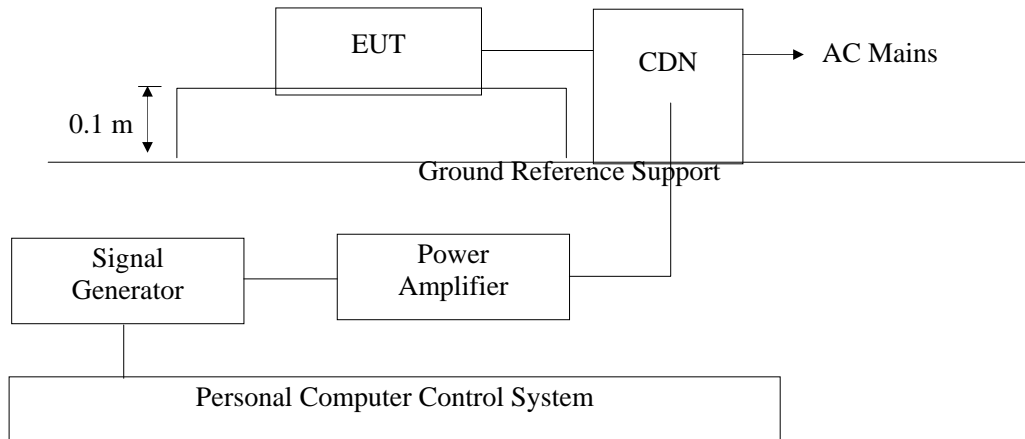 EUT
CDN
AC Mains
0.1 m
Ground Reference Support
Signal
Generator
Power
Amplifier
Personal Computer Control System